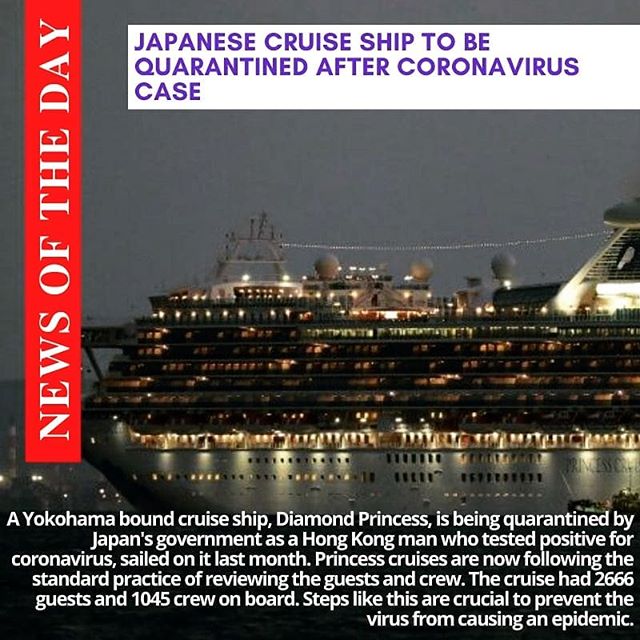 NEWS OF THE DAY
JAPANESE CRUISE SHIP TO BE
QUARANTINED AFTER CORONAVIRUS
CASE
PRINCESS
A Yokohama bound cruise ship, Diamond Princess, is being quarantined by
Japan's government as a Hong Kong man who tested positive for
coronavirus, sailed on it last month. Princess cruises are now following the
standard practice of reviewing the guests and crew. The cruise had 2666
guests and 1045 crew on board. Steps like this are crucial to prevent the
virus from causing an epidemic.